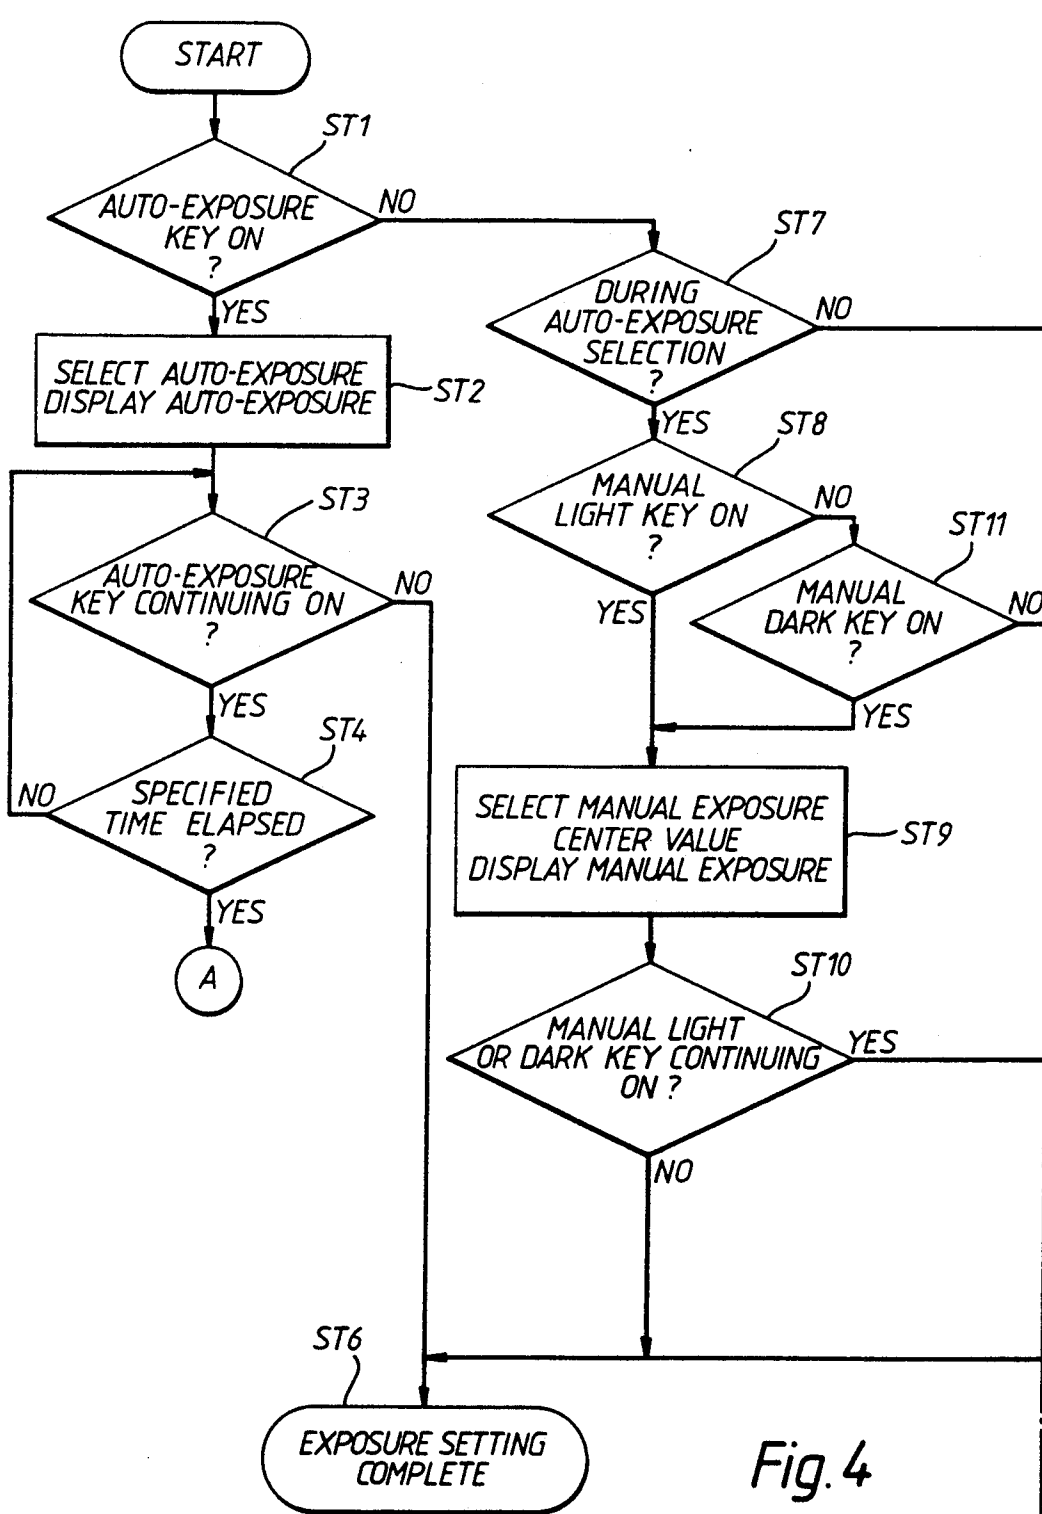 START
ST1
AUTO-EXPOSURE
KEY ON
?
NO
YES
SELECT AUTO-EXPOSURE
DISPLAY AUTO-EXPOSURE
ST2
ST3
AUTO-EXPOSURE
KEY CONTINUING ON
?
NO
YES
ST4
SPECIFIED
TIME ELAPSED
?
NO
YES
A
ST7
DURING
AUTO-EXPOSURE
SELECTION
?
NO
YES
ST8
MANUAL
LIGHT KEY ON
?
NO
YES
ST11
MANUAL
DARK KEY ON
?
NO
YES
SELECT MANUAL EXPOSURE
CENTER VALUE
DISPLAY MANUAL EXPOSURE
ST9
ST10
MANUAL LIGHT
OR DARK KEY CONTINUING
ON ?
YES
NO
ST6
EXPOSURE SETTING
COMPLETE
Fig. 4